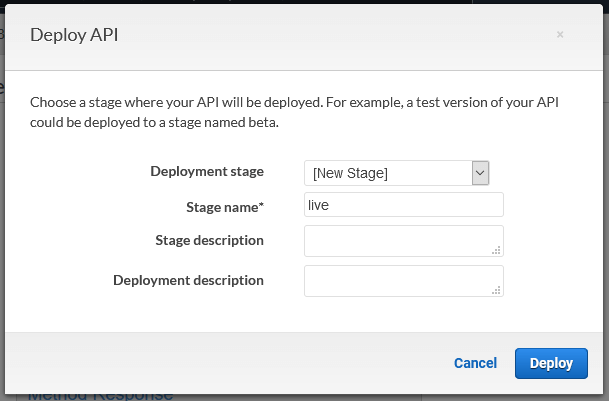 Deploy API
×
Choose a stage where your API will be deployed. For example, a test version of your API
could be deployed to a stage named beta.
Deployment stage [New Stage]
Stage name* live
Stage description
Deployment description
Cancel Deploy
Method Response